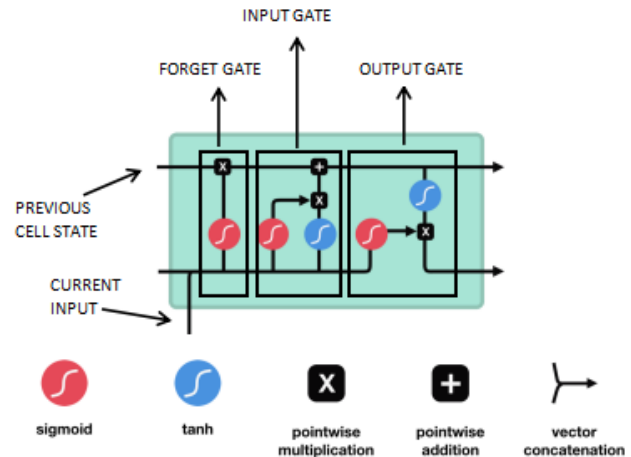 INPUT GATE
FORGET GATE
OUTPUT GATE
PREVIOUS
CELL STATE
CURRENT
INPUT
sigmoid
tanh
pointwise
multiplication
pointwise
addition
vector
concatenation